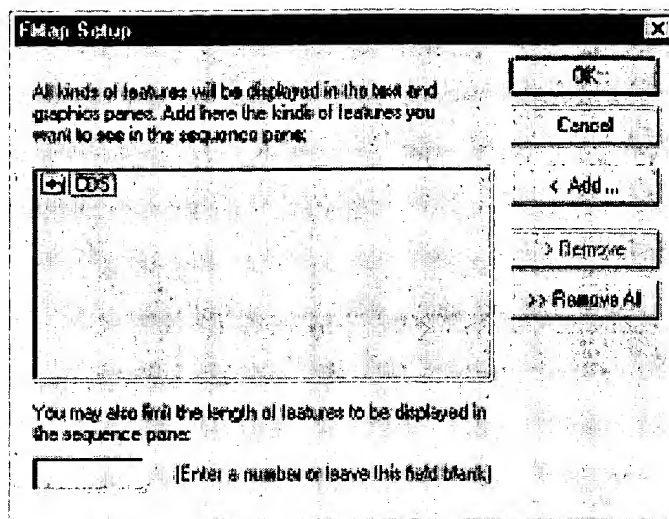 FMap Setup
All kinds of features will be displayed in the text and
graphics panes. Add here the kinds of features you
want to see in the sequence pane:
CDS
OK
Cancel
< Add ...
> Remove
>> Remove All
You may also limit the length of features to be displayed in
the sequence pane:
(Enter a number or leave this field blank)